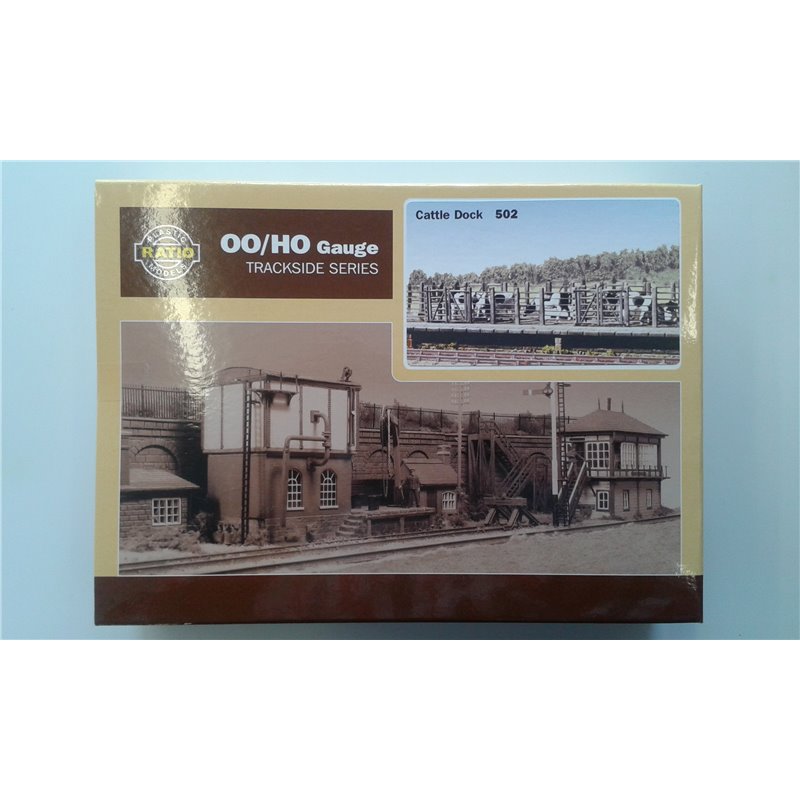 PLASTIC
RATIO
MODELS
OO/HO Gauge
TRACKSIDE SERIES
Cattle Dock 502